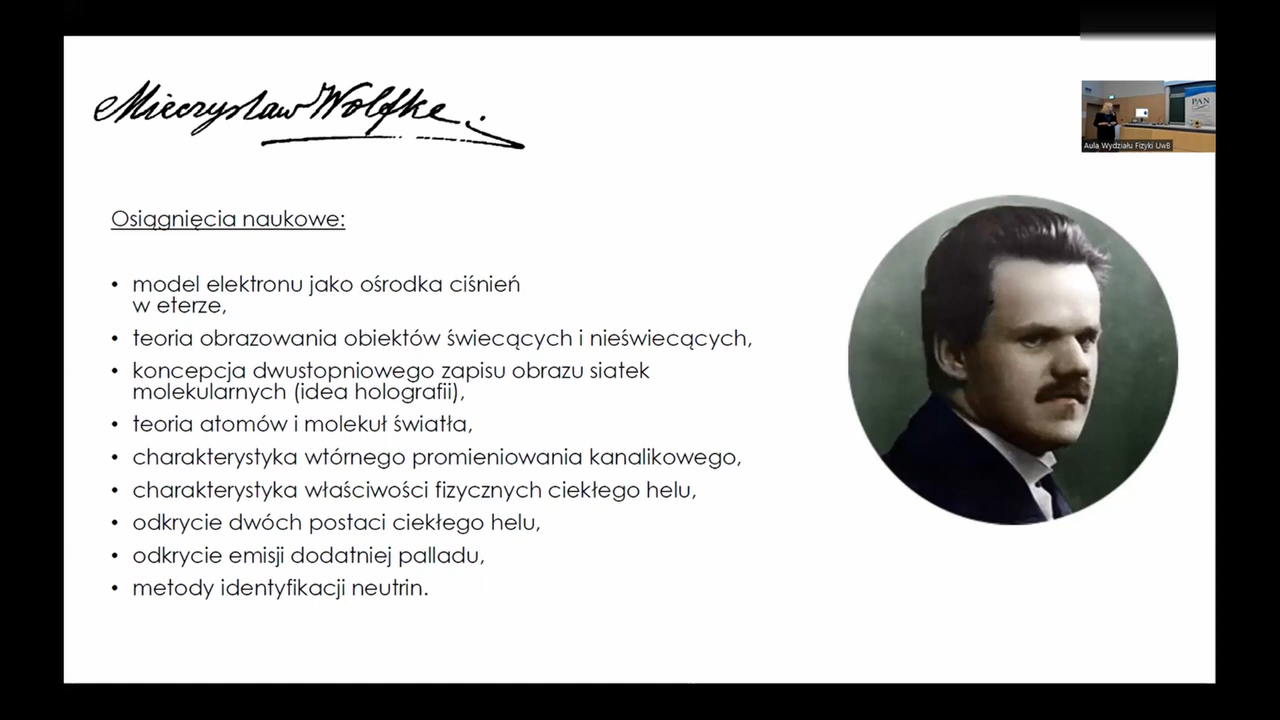 Mieczysław Wolfke.
PAN
Aula Wydziału Fizyki UwB
Osiągnięcia naukowe:
• model elektronu jako ośrodka ciśnień
w eterze,
• teoria obrazowania obiektów świecących i nieświecących,
• koncepcja dwustopniowego zapisu obrazu siatek
molekularnych (idea holografii),
• teoria atomów i molekuł światła,
• charakterystyka wtórnego promieniowania kanalikowego,
• charakterystyka właściwości fizycznych ciekłego helu,
• odkrycie dwóch postaci ciekłego helu,
• odkrycie emisji dodatniej palladu,
• metody identyfikacji neutrin.